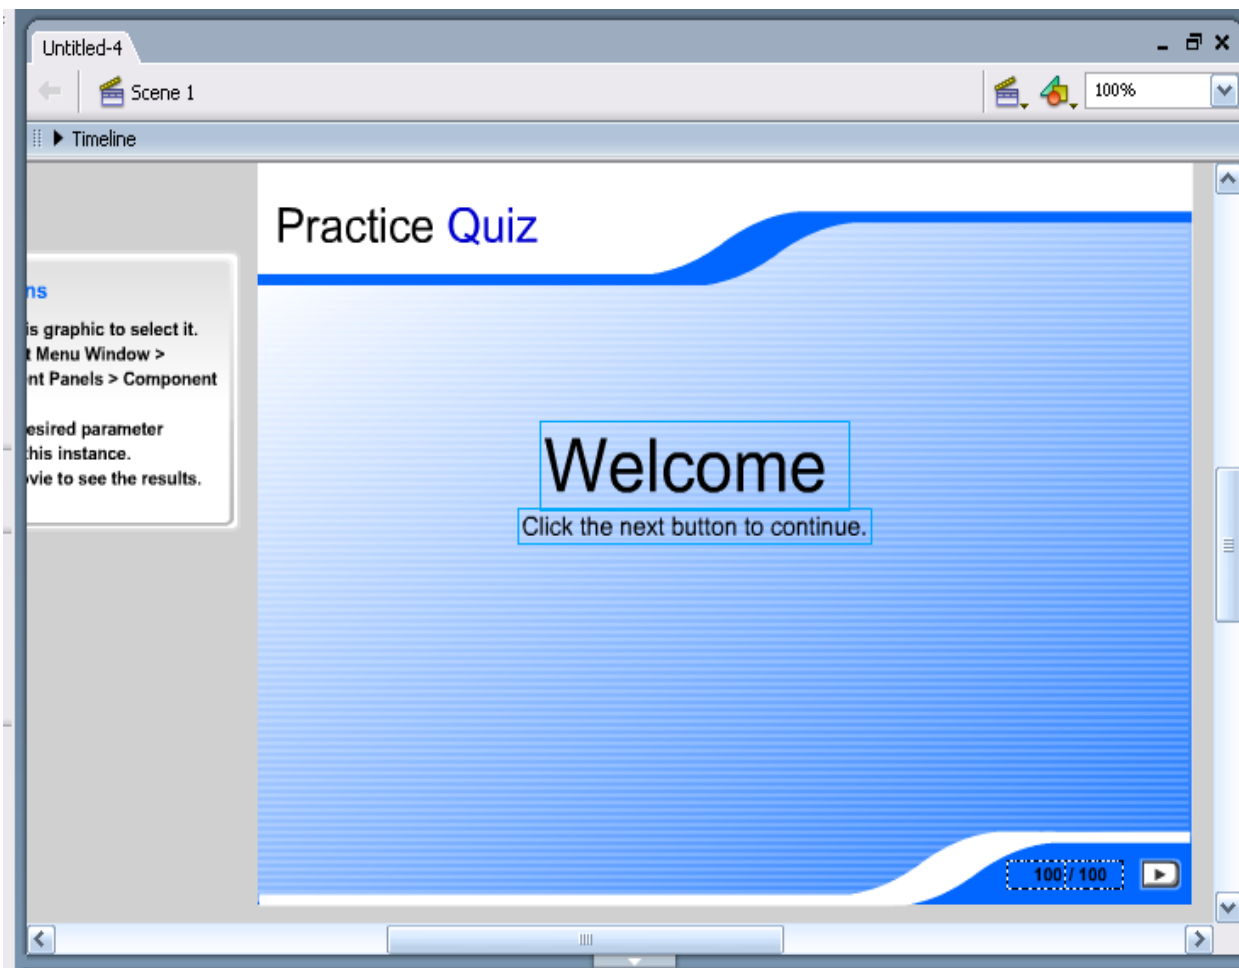 Untitled-4
Scene 1
100%
Timeline
Practice Quiz
ns
is graphic to select it.
t Menu Window >
nt Panels > Component
esired parameter
this instance.
vie to see the results.
Welcome
Click the next button to continue.
100 / 100